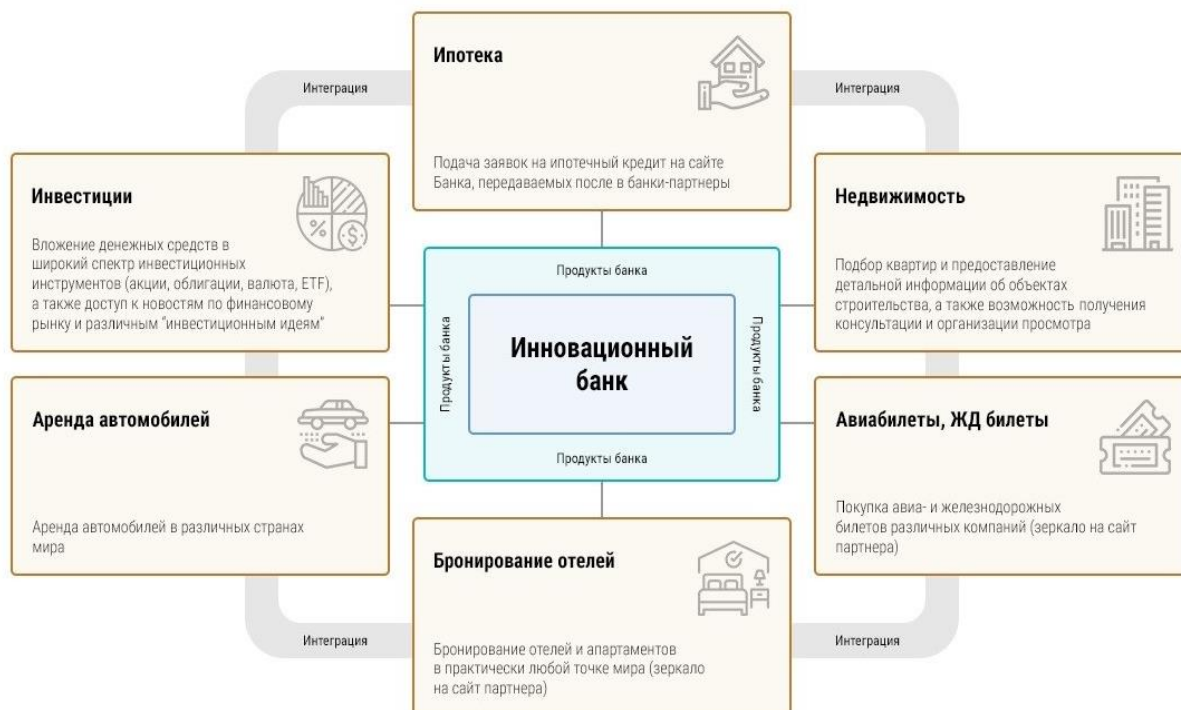 Ипотека
Подача заявок на ипотечный кредит на сайте
Банка, передаваемых после в банки-партнеры
Интеграция
Интеграция
Инвестиции
Вложение денежных средств в
широкий спектр инвестиционных
инструментов (акции, облигации, валюта, ETF),
а также доступ к новостям по финансовому
рынку и различным “инвестиционным идеям”
Недвижимость
Подбор квартир и предоставление
детальной информации об объектах
строительства, а также возможность получения
консультации и организации просмотра
Продукты банка
Продукты банка
Инновационный
банк
Продукты банка
Продукты банка
Аренда автомобилей
Аренда автомобилей в различных странах
мира
Авиабилеты, ЖД билеты
Покупка авиа- и железнодорожных
билетов различных компаний (зеркало на сайт
партнера)
Бронирование отелей
Бронирование отелей и апартаментов
в практически любой точке мира (зеркало
на сайт партнера)
Интеграция
Интеграция